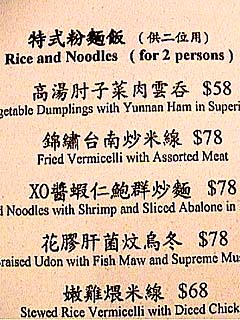 特式粉麵飯 (供二位用)
Rice and Noodles ( for 2 persons )
高湯肘子菜肉雲吞 $58
getable Dumplings with Yunnan Ham in Superi
錦繡台南炒米線 $78
Fried Vermicelli with Assorted Meat
XO醬蝦仁鮑群炒麵 $78
d Noodles with Shrimp and Sliced Abalone in
花膠肝菌炆烏冬 $78
raised Udon with Fish Maw and Supreme Mus
嫩雞煨米線 $68
Stewed Rice Vermicelli with Diced Chick